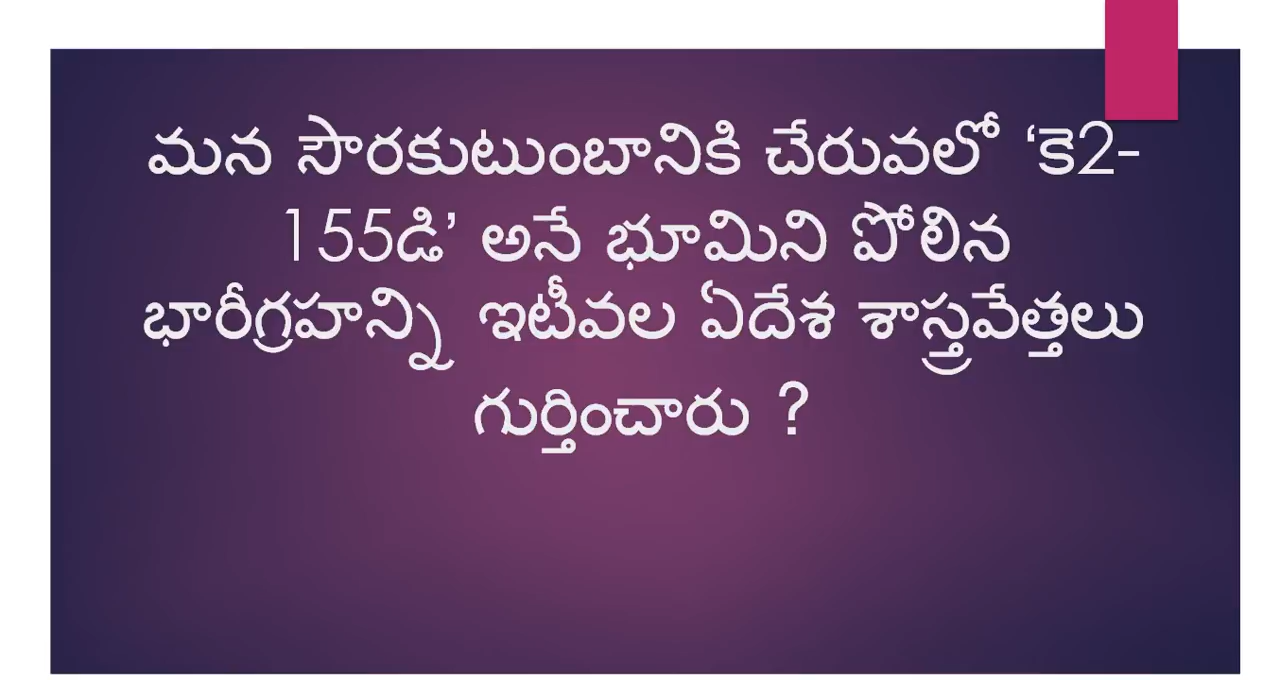 మన సౌరకుటుంబానికి చేరువలో ‘కె2-
155డి’ అనే భూమిని పోలిన
భారీగ్రహాన్ని ఇటీవల ఏదేశ శాస్త్రవేత్తలు
గుర్తించారు ?